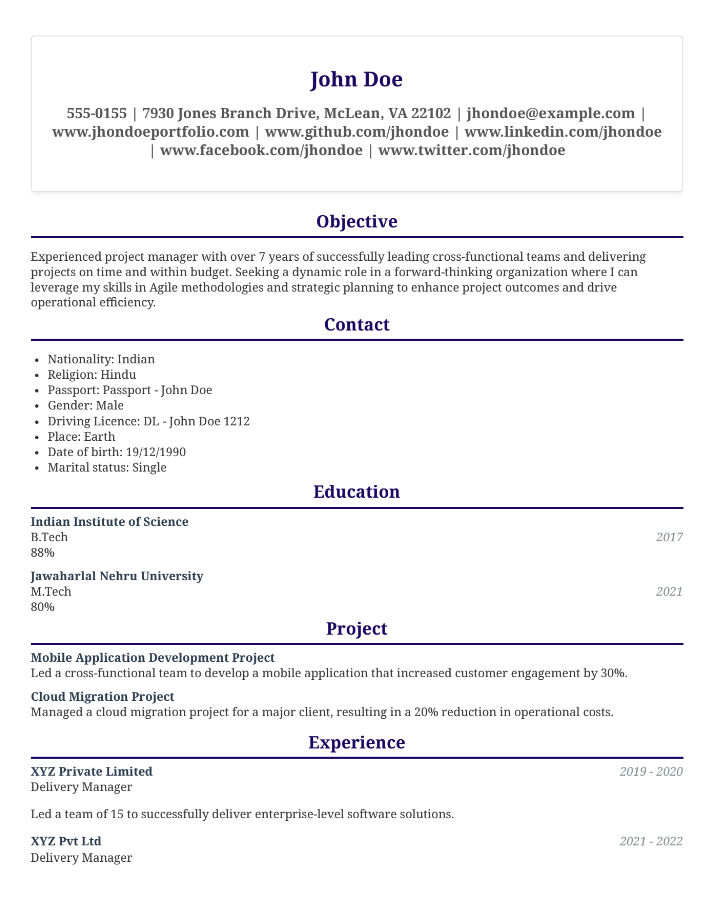 John Doe
555-0155 | 7930 Jones Branch Drive, McLean, VA 22102 | jhondoe@example.com |
www.jhondoeportfolio.com | www.github.com/jhondoe | www.linkedin.com/jhondoe
| www.facebook.com/jhondoe | www.twitter.com/jhondoe
Objective
Experienced project manager with over 7 years of successfully leading cross-functional teams and delivering
projects on time and within budget. Seeking a dynamic role in a forward-thinking organization where I can
leverage my skills in Agile methodologies and strategic planning to enhance project outcomes and drive
operational efficiency.
Contact
• Nationality: Indian
• Religion: Hindu
• Passport: Passport - John Doe
• Gender: Male
• Driving Licence: DL - John Doe 1212
• Place: Earth
• Date of birth: 19/12/1990
• Marital status: Single
Education
Indian Institute of Science
B.Tech 2017
88%
Jawaharlal Nehru University
M.Tech 2021
80%
Project
Mobile Application Development Project
Led a cross-functional team to develop a mobile application that increased customer engagement by 30%.
Cloud Migration Project
Managed a cloud migration project for a major client, resulting in a 20% reduction in operational costs.
Experience
XYZ Private Limited 2019 - 2020
Delivery Manager
Led a team of 15 to successfully deliver enterprise-level software solutions.
XYZ Pvt Ltd 2021 - 2022
Delivery Manager